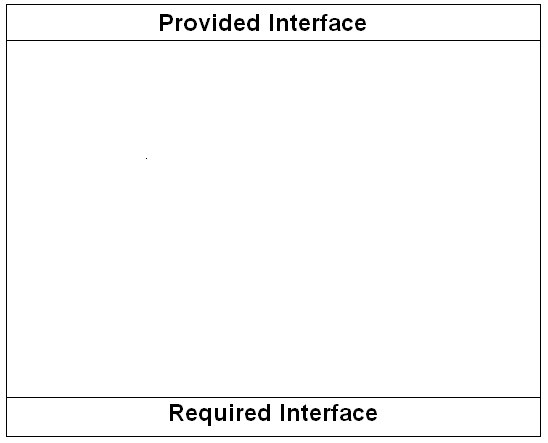 Provided Interface
Required Interface